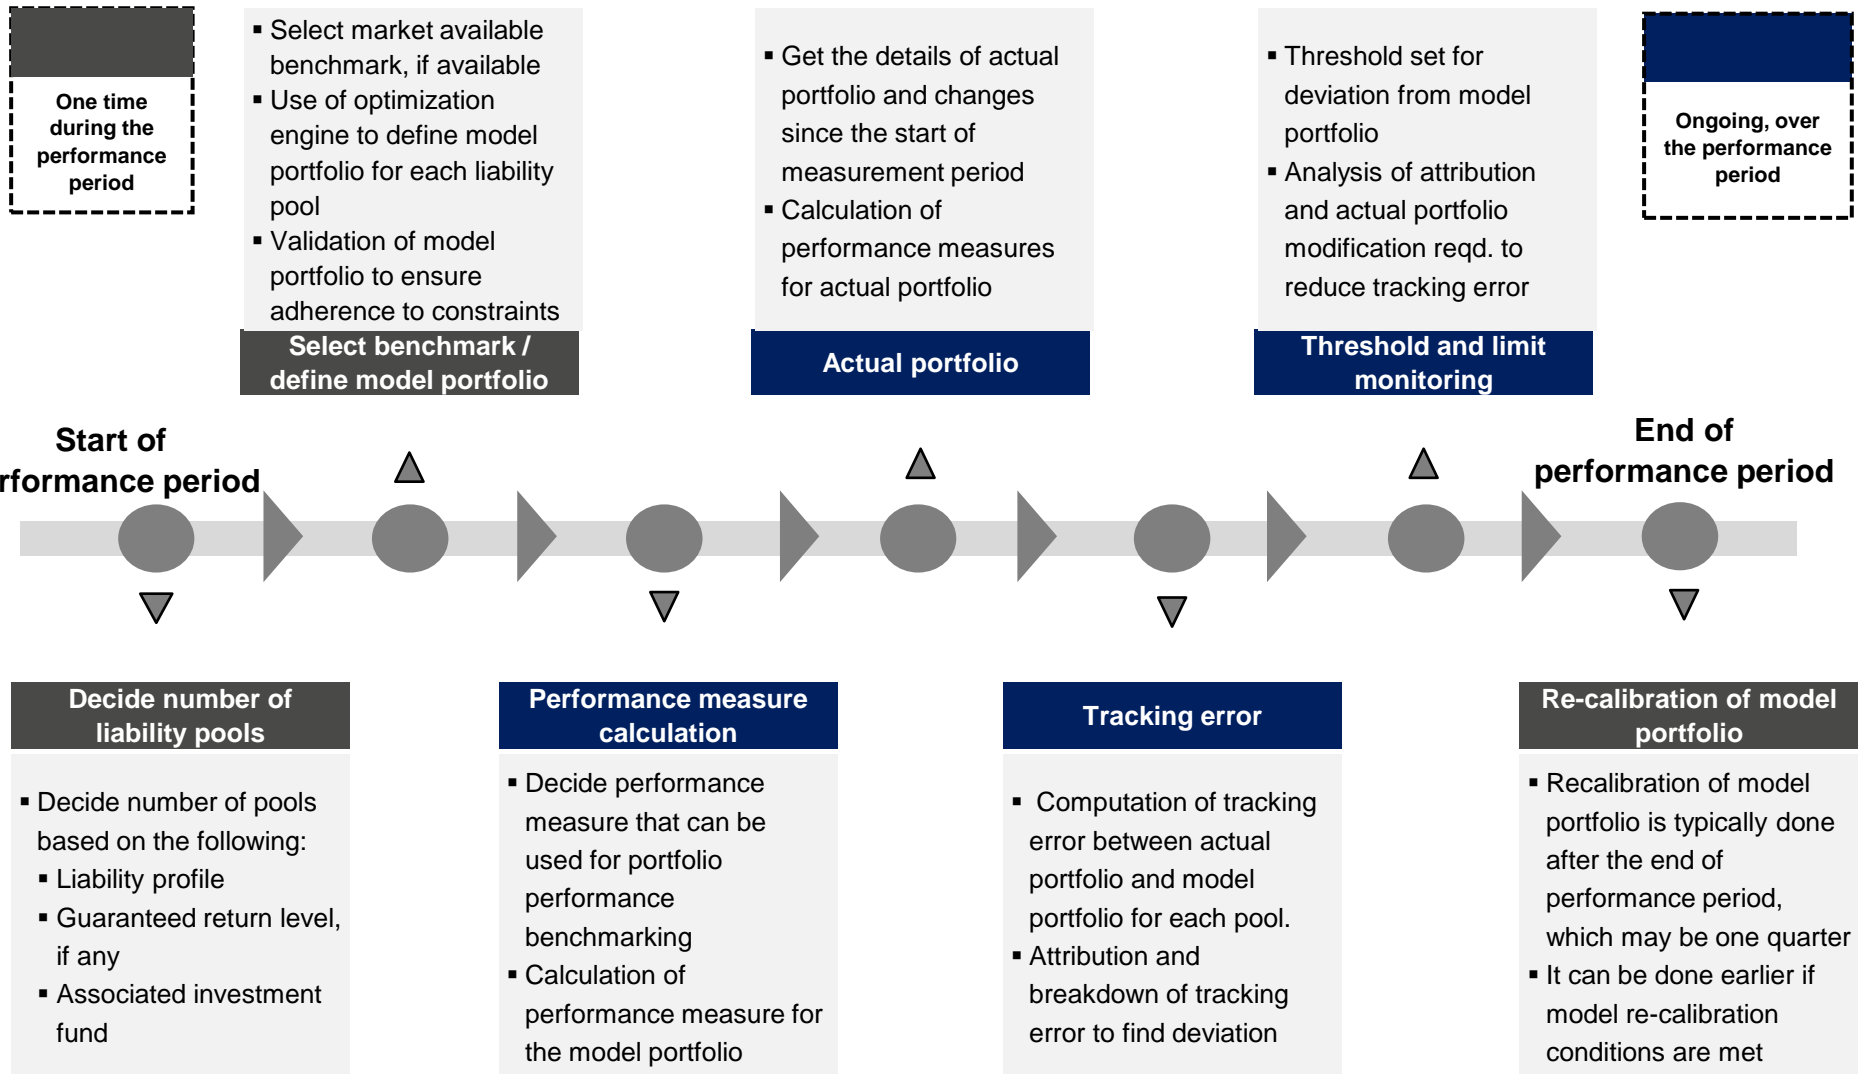 One time
during the
performance
period
▪ Select market available
benchmark, if available
▪ Use of optimization
engine to define model
portfolio for each liability
pool
▪ Validation of model
portfolio to ensure
adherence to constraints
Select benchmark /
define model portfolio
▪ Get the details of actual
portfolio and changes
since the start of
measurement period
▪ Calculation of
performance measures
for actual portfolio
Actual portfolio
▪ Threshold set for
deviation from model
portfolio
▪ Analysis of attribution
and actual portfolio
modification reqd. to
reduce tracking error
Threshold and limit
monitoring
Ongoing, over
the performance
period
Start of
rformance period
End of
performance period
Decide number of
liability pools
▪ Decide number of pools
based on the following:
▪ Liability profile
▪ Guaranteed return level,
if any
▪ Associated investment
fund
Performance measure
calculation
▪ Decide performance
measure that can be
used for portfolio
performance
benchmarking
▪ Calculation of
performance measure for
the model portfolio
Tracking error
▪ Computation of tracking
error between actual
portfolio and model
portfolio for each pool.
▪ Attribution and
breakdown of tracking
error to find deviation
Re-calibration of model
portfolio
▪ Recalibration of model
portfolio is typically done
after the end of
performance period,
which may be one quarter
▪ It can be done earlier if
model re-calibration
conditions are met